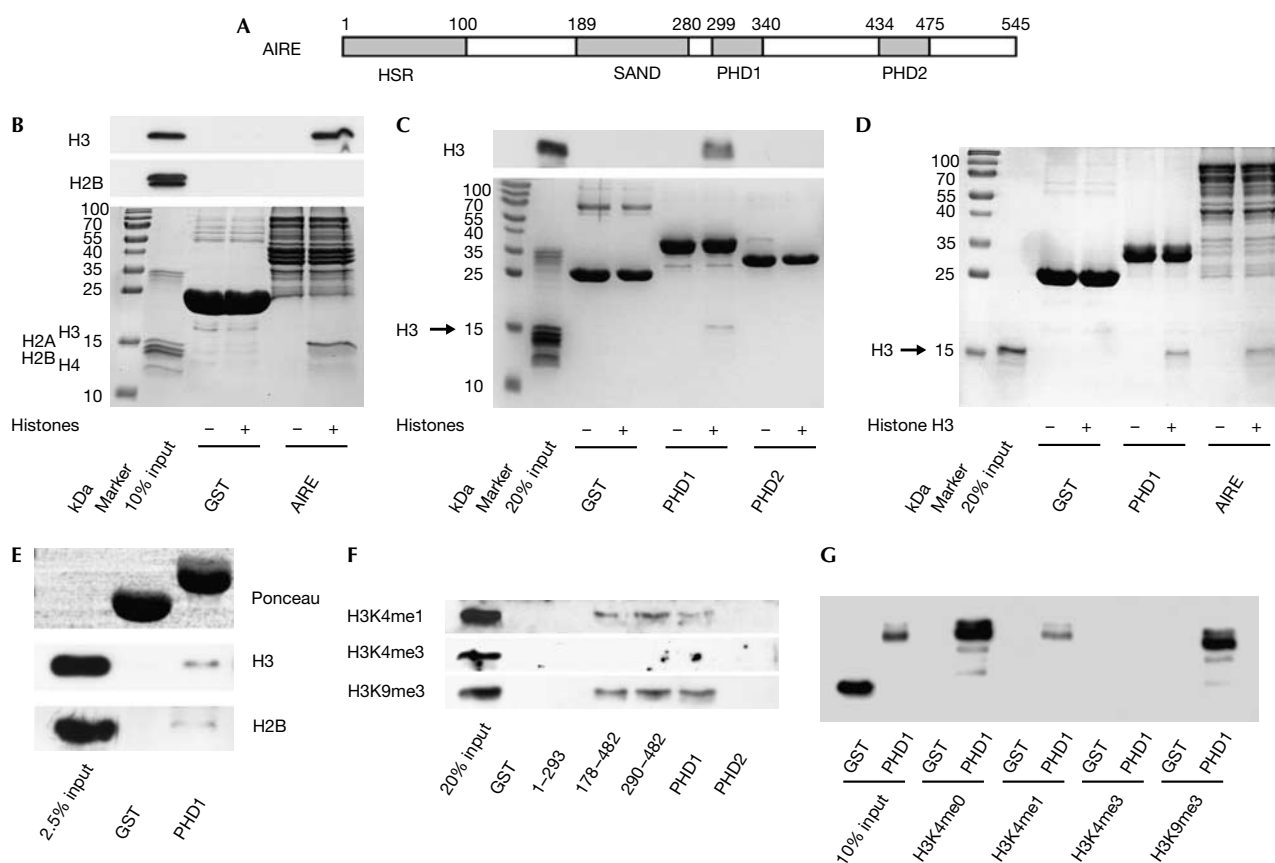 A
1 100 189 280 299 340 434 475 545
AIRE
HSR SAND PHD1 PHD2
B
H3
H2B
100
70
55
40
35
25
H3
15
H2A
H2B
H4
10
Histones − + − +
kDa
Marker
10% input
GST
AIRE
C
H3
100
70
55
40
35
25
H3 → 15
10
Histones − + − + − +
kDa
Marker
20% input
GST
PHD1
PHD2
D
100
70
55
40
35
25
H3 → 15
Histone H3 − + − + − +
kDa
Marker
20% input
GST
PHD1
AIRE
E
Ponceau
H3
H2B
2.5% input
GST
PHD1
F
H3K4me1
H3K4me3
H3K9me3
20% input
GST
1–293
178–482
290–482
PHD1
PHD2
G
GST PHD1 GST PHD1 GST PHD1 GST PHD1 GST PHD1
10% input
H3K4me0
H3K4me1
H3K4me3
H3K9me3